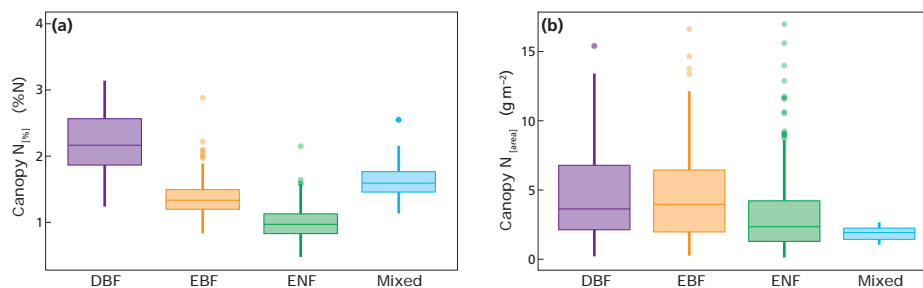 (a)
Canopy N[%] (%N)
4
3
2
1
DBF EBF ENF Mixed
(b)
Canopy N [area] (g m⁻²)
15
10
5
0
DBF EBF ENF Mixed